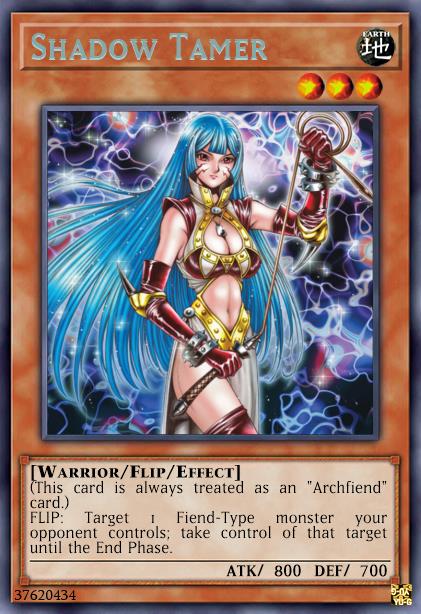 Shadow Tamer
EARTH
地
[Warrior/Flip/Effect]
(This card is always treated as an "Archfiend"
card.)
FLIP: Target 1 Fiend-Type monster your
opponent controls; take control of that target
until the End Phase.
ATK/ 800 DEF/ 700
37620434